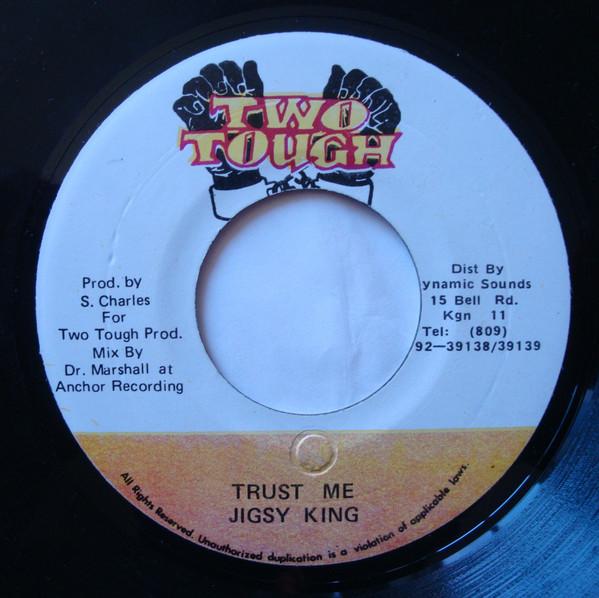 TWO
TOUGH
Prod. by
S. Charles
For
Two Tough Prod.
Mix By
Dr. Marshall at
Anchor Recording
Dist By
ynamic Sounds
15 Bell Rd.
Kgn 11
Tel: (809)
92-39138/39139
TRUST ME
JIGSY KING
All Rights Reserved. Unauthorized duplication is a violation of applicable laws.